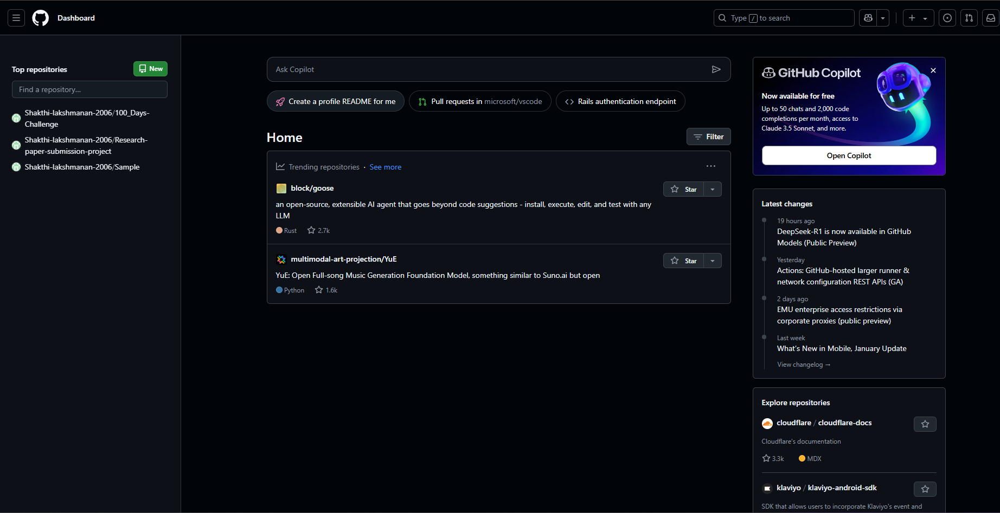 Dashboard
Type / to search
Top repositories
New
Find a repository...
Shakthi-lakshmanan-2006/100_Days-
Challenge
Shakthi-lakshmanan-2006/Research-
paper-submission-project
Shakthi-lakshmanan-2006/Sample
Ask Copilot
Create a profile README for me
Pull requests in microsoft/vscode
Rails authentication endpoint
Home
Filter
Trending repositories · See more
block/goose
Star
an open-source, extensible AI agent that goes beyond code suggestions - install, execute, edit, and test with any
LLM
Rust 2.7k
multimodal-art-projection/YuE
Star
YuE: Open Full-song Music Generation Foundation Model, something similar to Suno.ai but open
Python 1.6k
GitHub Copilot
Now available for free
Up to 50 chats and 2,000 code
completions per month, access to
Claude 3.5 Sonnet, and more.
Open Copilot
Latest changes
19 hours ago
DeepSeek-R1 is now available in GitHub
Models (Public Preview)
Yesterday
Actions: GitHub-hosted larger runner &
network configuration REST APIs (GA)
2 days ago
EMU enterprise access restrictions via
corporate proxies (public preview)
Last week
What's New in Mobile, January Update
View changelog →
Explore repositories
cloudflare / cloudflare-docs
Cloudflare's documentation
3.3k MDX
klaviyo / klaviyo-android-sdk
SDK that allows users to incorporate Klaviyo's event and